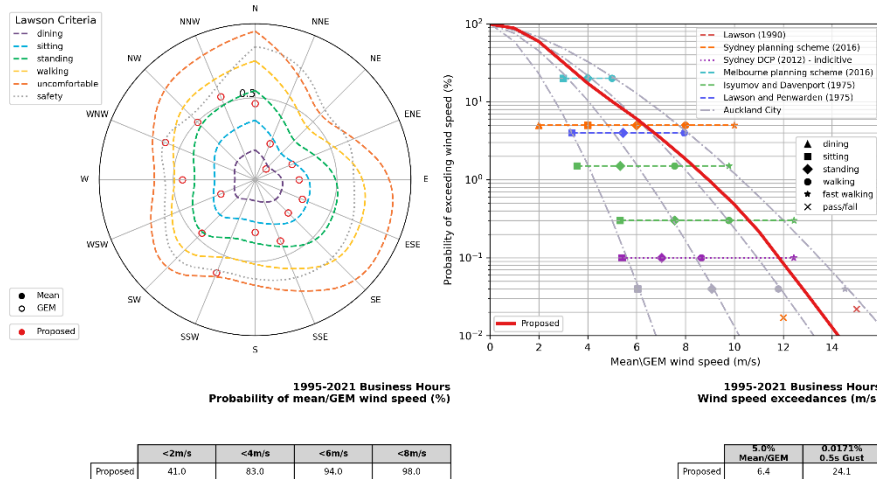 Lawson Criteria
dining
sitting
standing
walking
uncomfortable
safety
N
NNE
NE
ENE
E
ESE
SE
SSE
S
SSW
SW
WSW
W
WNW
NW
NNW
0.5
Mean
GEM
Proposed
1995-2021 Business Hours
Probability of mean/GEM wind speed (%)
<2m/s <4m/s <6m/s <8m/s
Proposed 41.0 83.0 94.0 98.0
Probability of exceeding wind speed (%)
10²
10¹
10⁰
10⁻¹
10⁻²
Lawson (1990)
Sydney planning scheme (2016)
Sydney DCP (2012) - Indicitive
Melbourne planning scheme (2016)
Isyumov and Davenport (1975)
Lawson and Penwarden (1975)
Auckland City
dining
sitting
standing
walking
fast walking
pass/fail
Proposed
0 2 4 6 8 10 12 14
Mean\GEM wind speed (m/s)
1995-2021 Business Hours
Wind speed exceedances (m/s
5.0% 0.0171%
Mean/GEM 0.5s Gust
Proposed 6.4 24.1